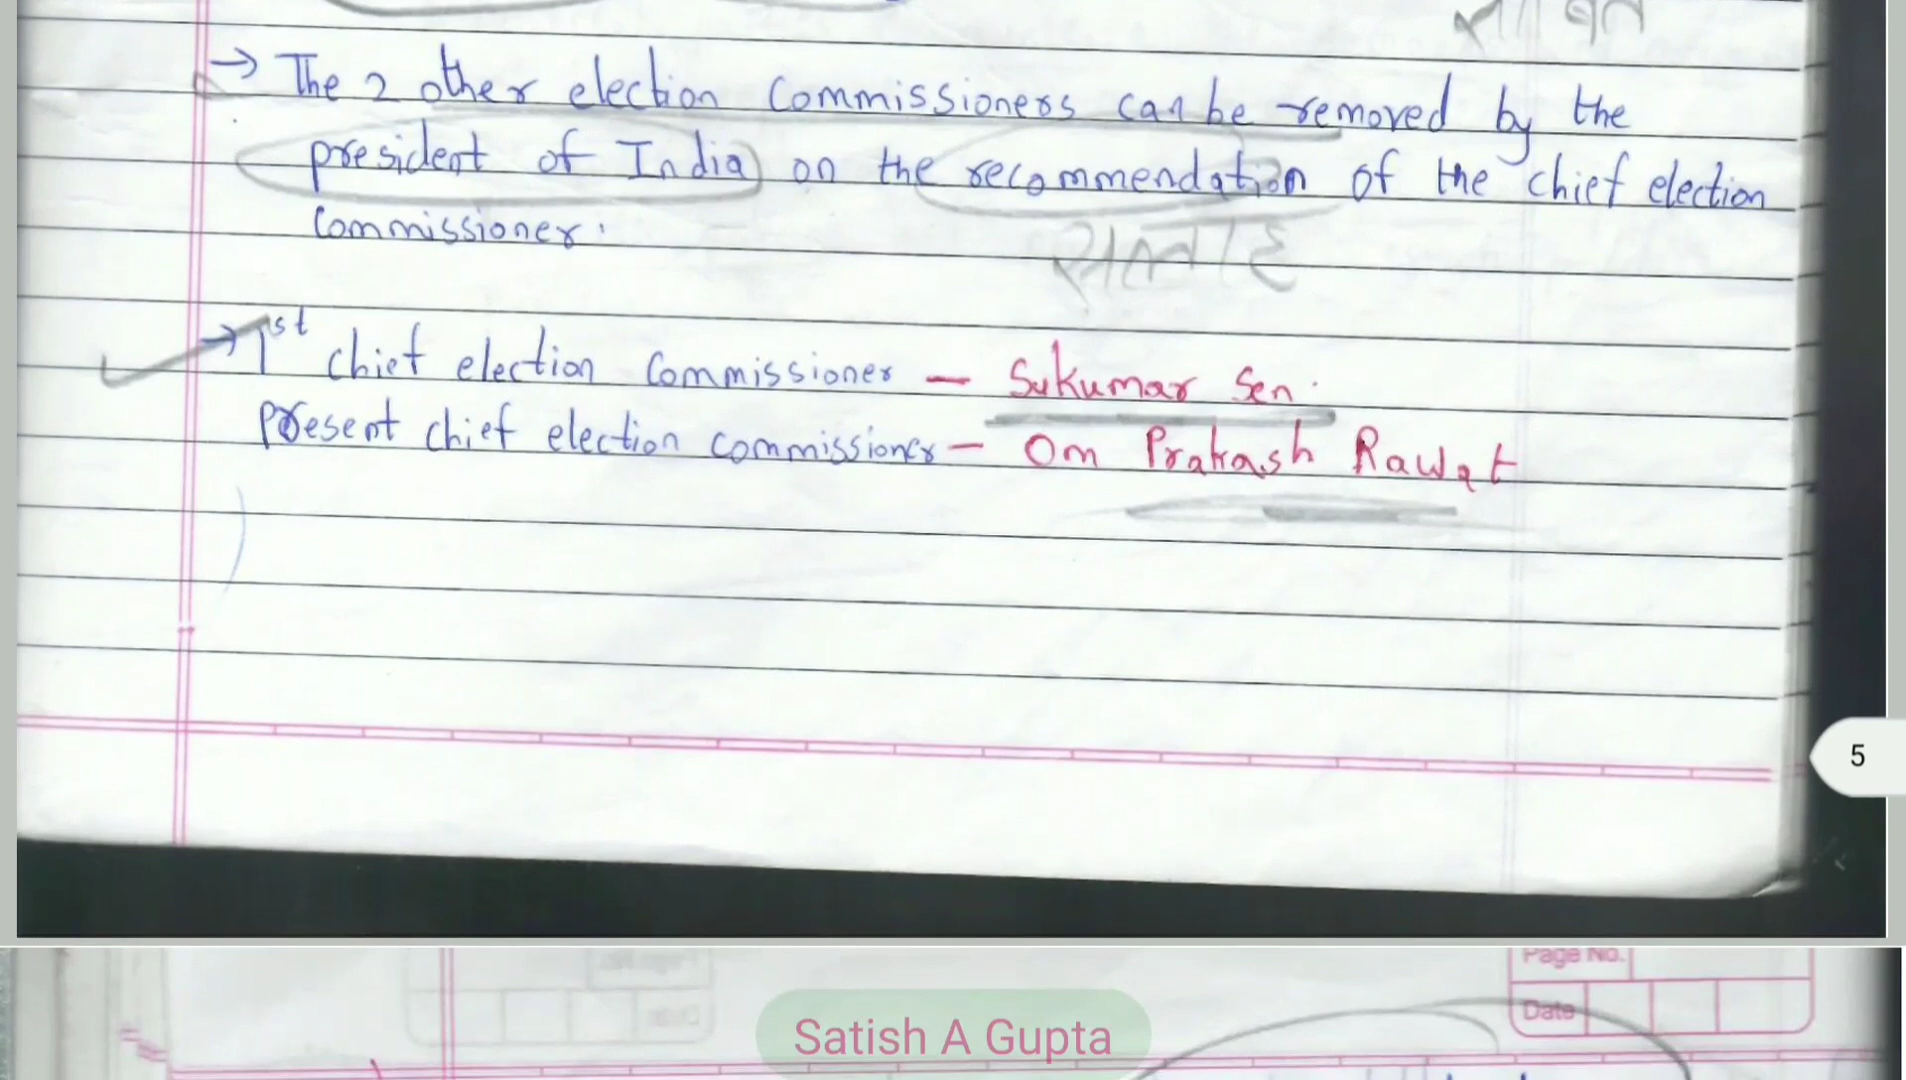 → The 2 other election Commissioners can be removed by the
president of India on the recommendation of the chief election
Commissioner.
सलाह
→ 1st chief election Commissioner – Sukumar Sen.
Present chief election commissioner – Om Prakash Rawat
5
Page No.
Date
Satish A Gupta